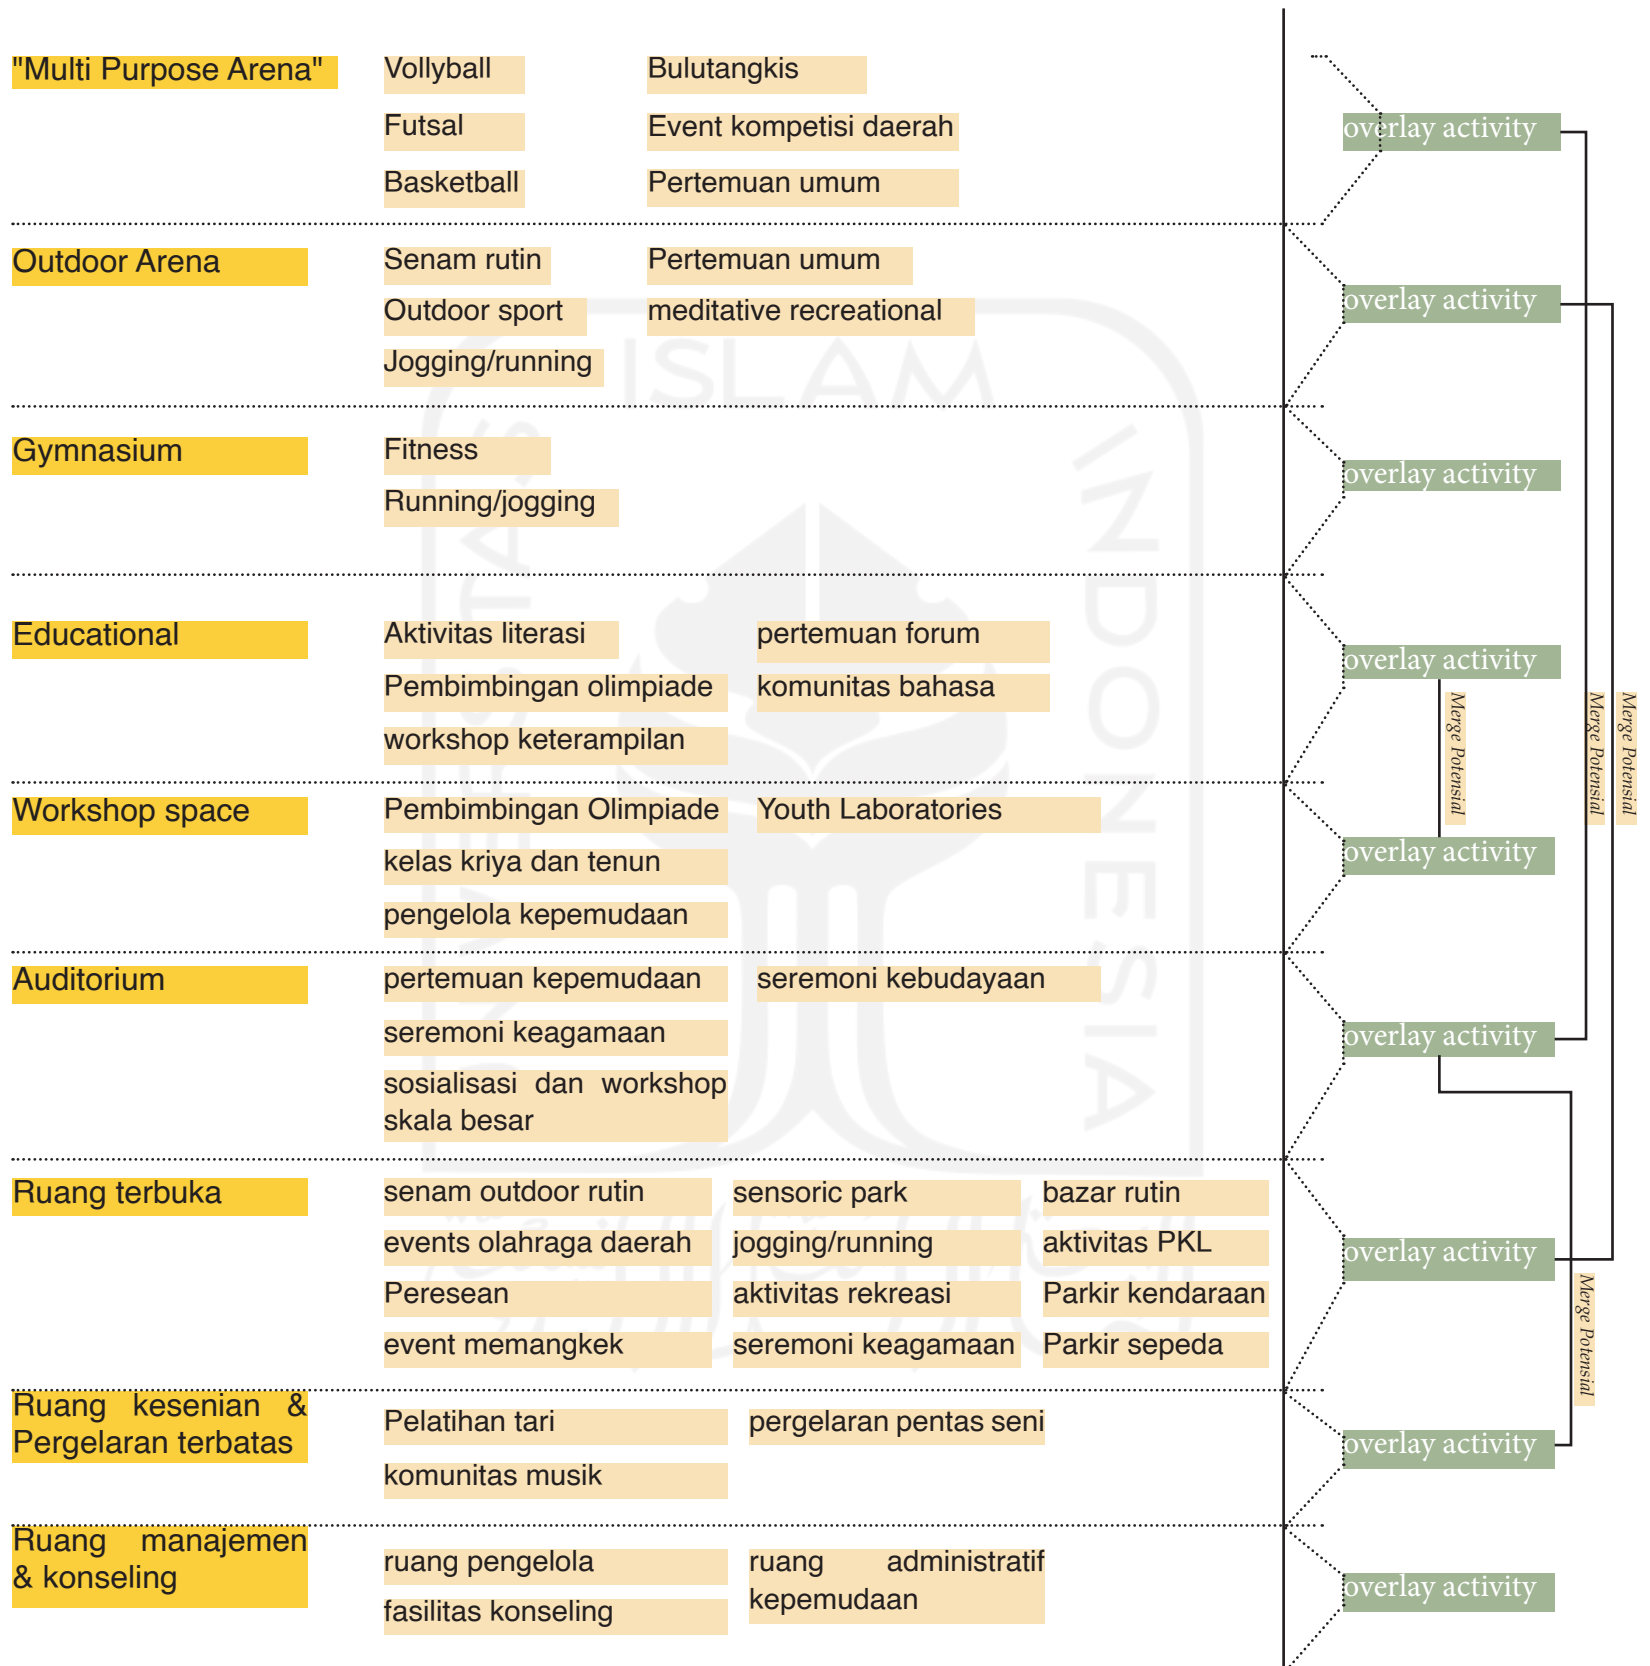 "Multi Purpose Arena"
Vollyball
Bulutangkis
Futsal
Event kompetisi daerah
overlay activity
Basketball
Pertemuan umum
Outdoor Arena
Senam rutin
Pertemuan umum
Outdoor sport
meditative recreational
overlay activity
Jogging/running
Gymnasium
Fitness
Running/jogging
overlay activity
Educational
Aktivitas literasi
pertemuan forum
Pembimbingan olimpiade
komunitas bahasa
workshop keterampilan
overlay activity
Merge Potensial
Merge Potensial
Merge Potensial
Workshop space
Pembimbingan Olimpiade
Youth Laboratories
kelas kriya dan tenun
pengelola kepemudaan
overlay activity
Auditorium
pertemuan kepemudaan
seremoni kebudayaan
seremoni keagamaan
sosialisasi dan workshop
skala besar
overlay activity
Ruang terbuka
senam outdoor rutin
sensoric park
bazar rutin
events olahraga daerah
jogging/running
aktivitas PKL
Peresean
aktivitas rekreasi
Parkir kendaraan
event memangkek
seremoni keagamaan
Parkir sepeda
overlay activity
Merge Potensial
Ruang kesenian &
Pergelaran terbatas
Pelatihan tari
pergelaran pentas seni
komunitas musik
overlay activity
Ruang manajemen
& konseling
ruang pengelola
ruang administratif
kepemudaan
fasilitas konseling
overlay activity
UNIVERSITAS
ISLAM
INDONESIA